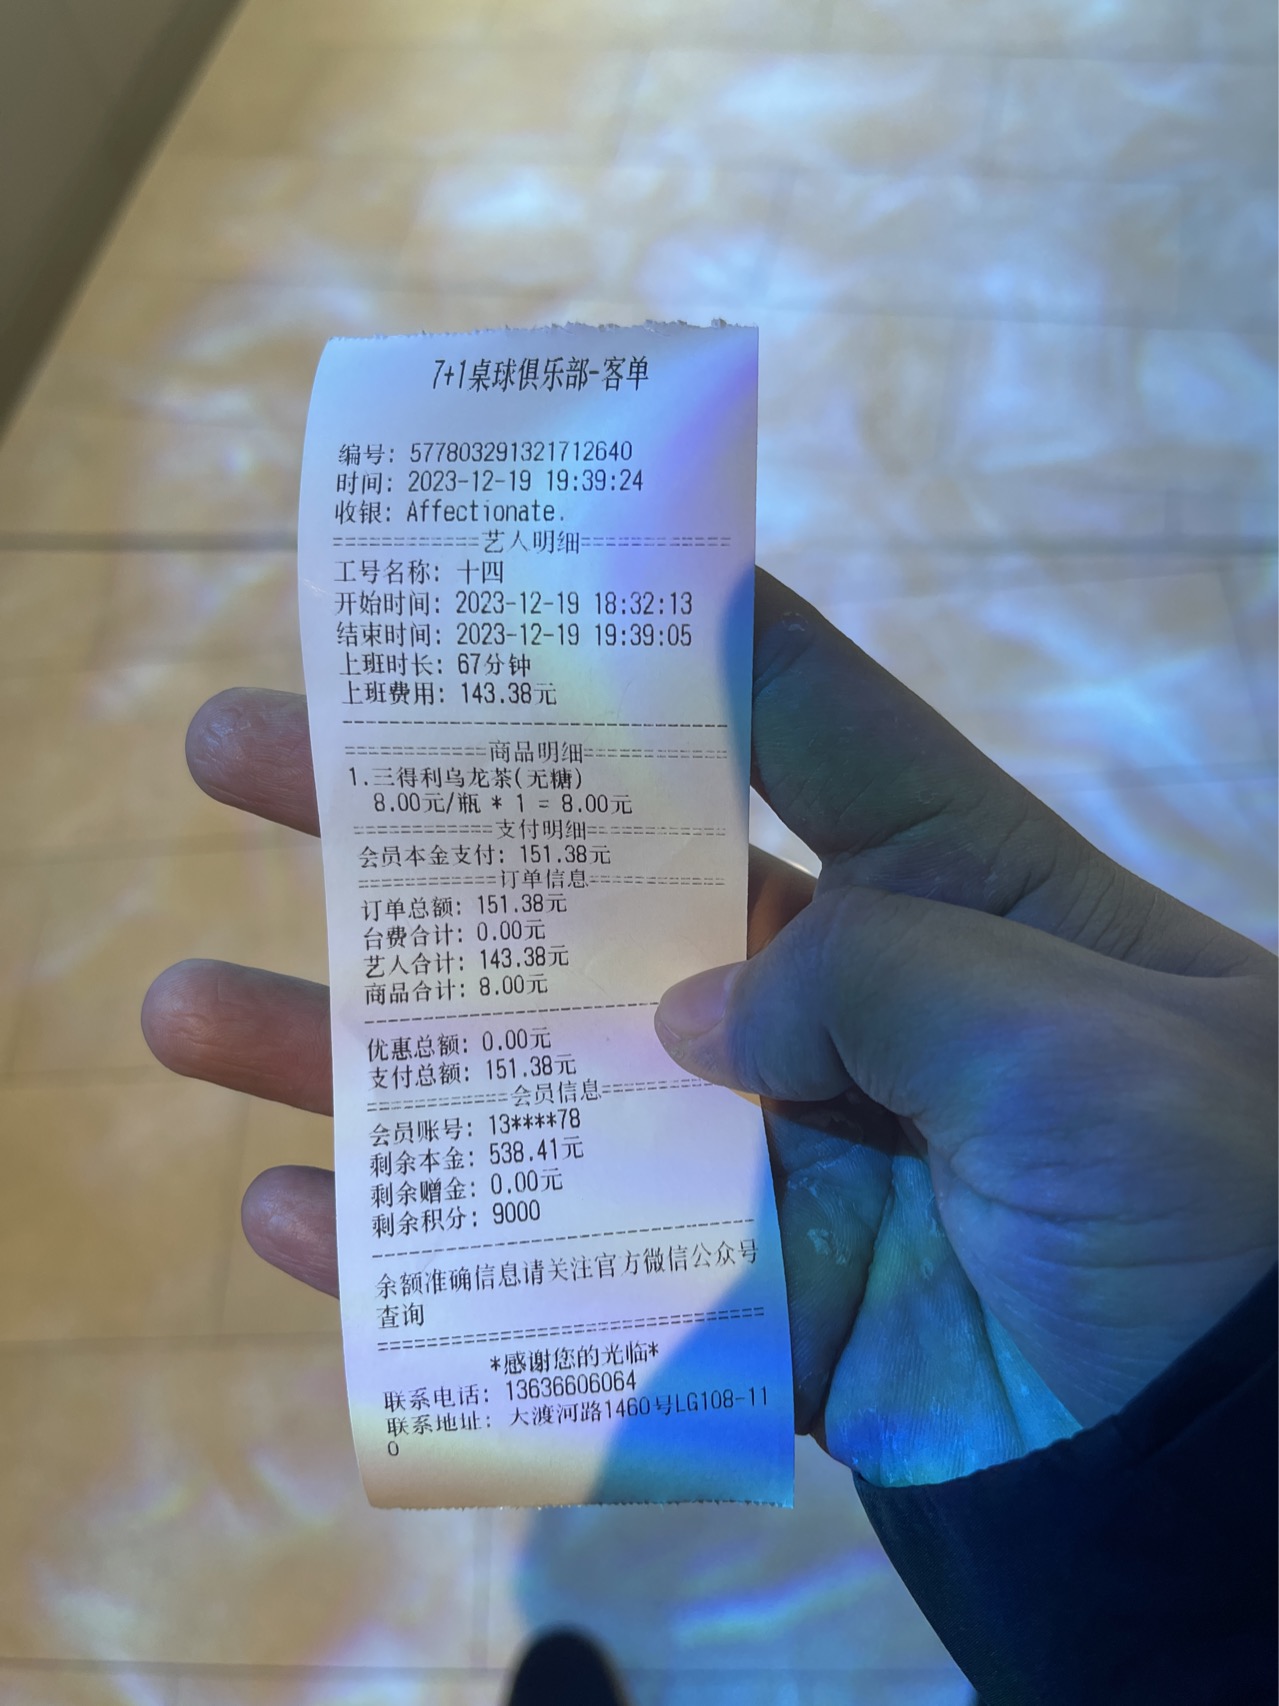 7+1桌球俱乐部-客单
编号: 577803291321712640
时间: 2023-12-19 19:39:24
收银: Affectionate.
============艺人明细============
工号名称: 十四
开始时间: 2023-12-19 18:32:13
结束时间: 2023-12-19 19:39:05
上班时长: 67分钟
上班费用: 143.38元
--------------------------------
============商品明细============
1.三得利乌龙茶(无糖)
8.00元/瓶 * 1 = 8.00元
============支付明细============
会员本金支付: 151.38元
============订单信息============
订单总额: 151.38元
台费合计: 0.00元
艺人合计: 143.38元
商品合计: 8.00元
--------------------------------
优惠总额: 0.00元
支付总额: 151.38元
============会员信息============
会员账号: 13****78
剩余本金: 538.41元
剩余赠金: 0.00元
剩余积分: 9000
--------------------------------
余额准确信息请关注官方微信公众号
查询
================================
*感谢您的光临*
联系电话: 13636606064
联系地址: 大渡河路1460号LG108-11
0